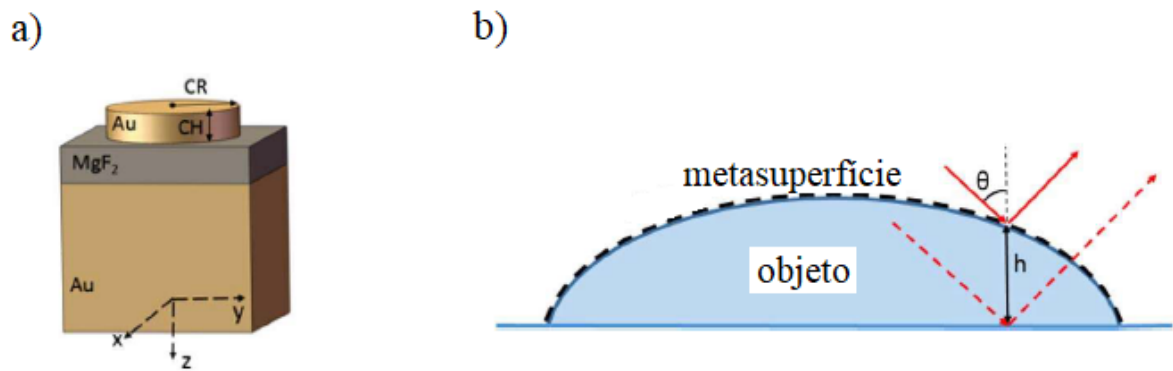 a)
CR
Au
CH
MgF₂
Au
x
y
z
b)
metasuperfície
θ
objeto
h